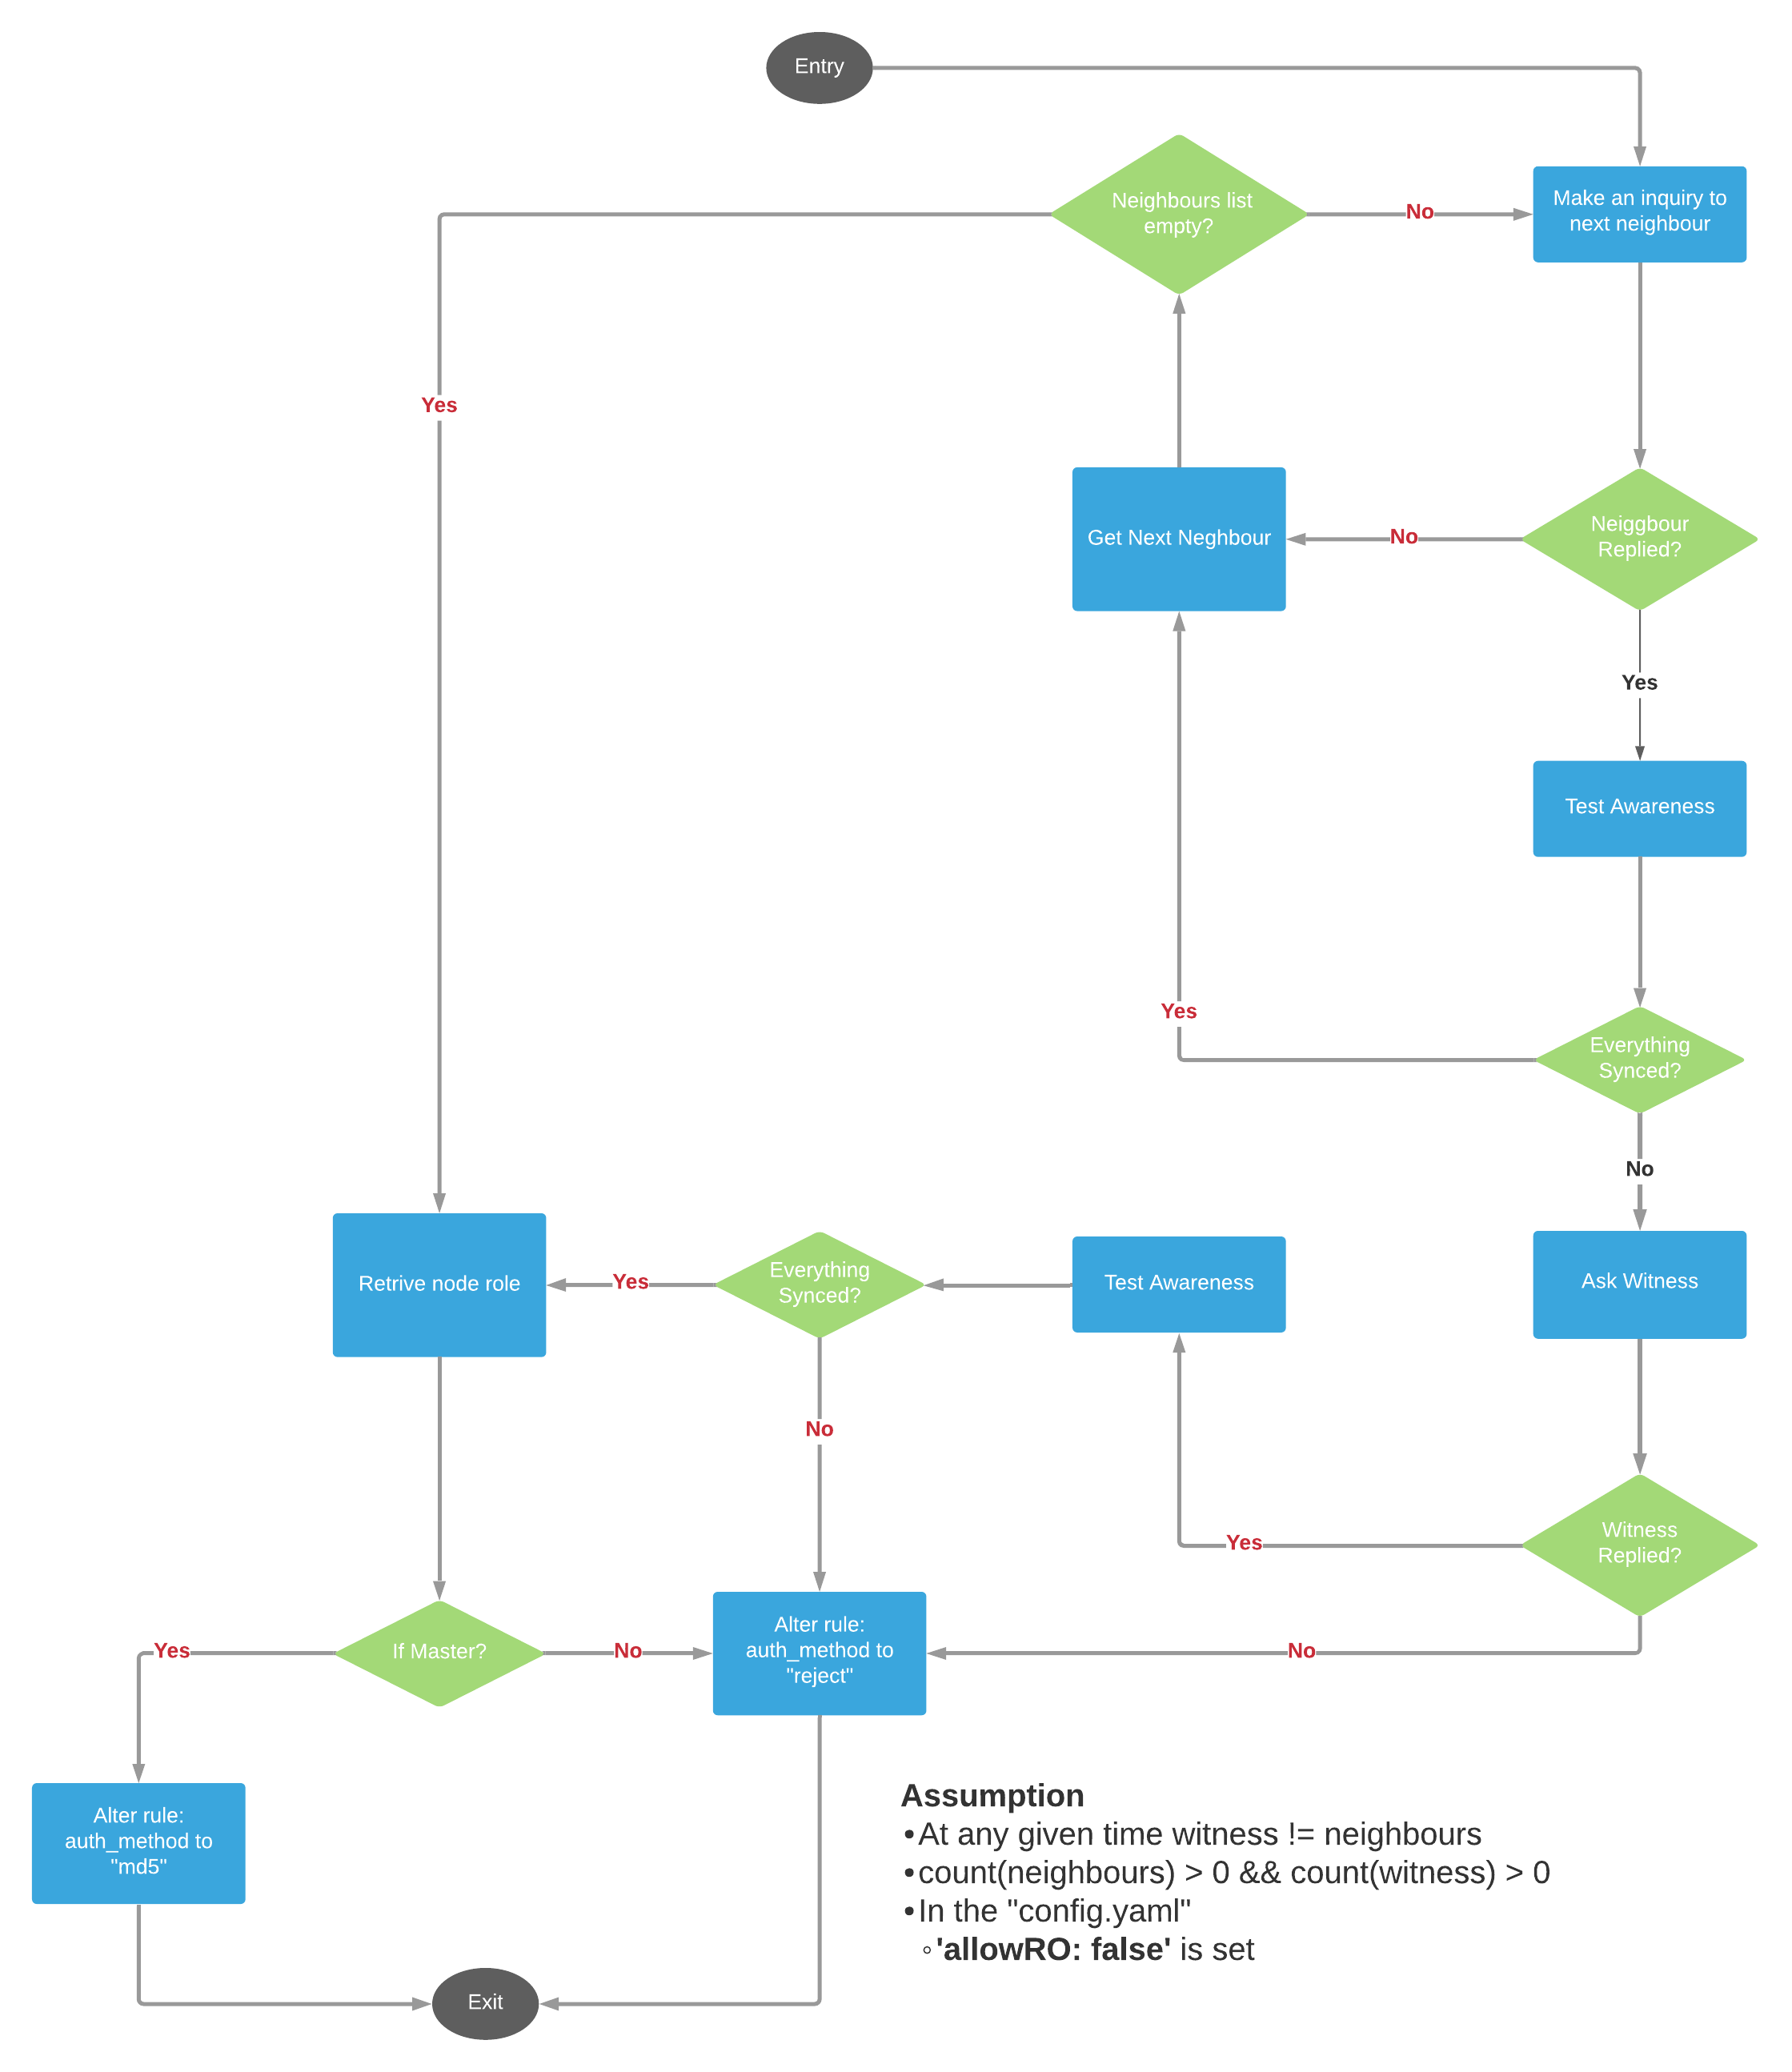 Entry
Neighbours list
empty?
No
Make an inquiry to
next neighbour
Yes
Get Next Neghbour
No
Neiggbour
Replied?
Yes
Test Awareness
Yes
Everything
Synced?
No
Retrive node role
Yes
Everything
Synced?
Test Awareness
Ask Witness
No
Yes
Witness
Replied?
Yes
If Master?
No
Alter rule:
auth_method to
"reject"
No
Alter rule:
auth_method to
"md5"
Assumption
•At any given time witness != neighbours
•count(neighbours) > 0 && count(witness) > 0
•In the "config.yaml"
◦'allowRO: false' is set
Exit